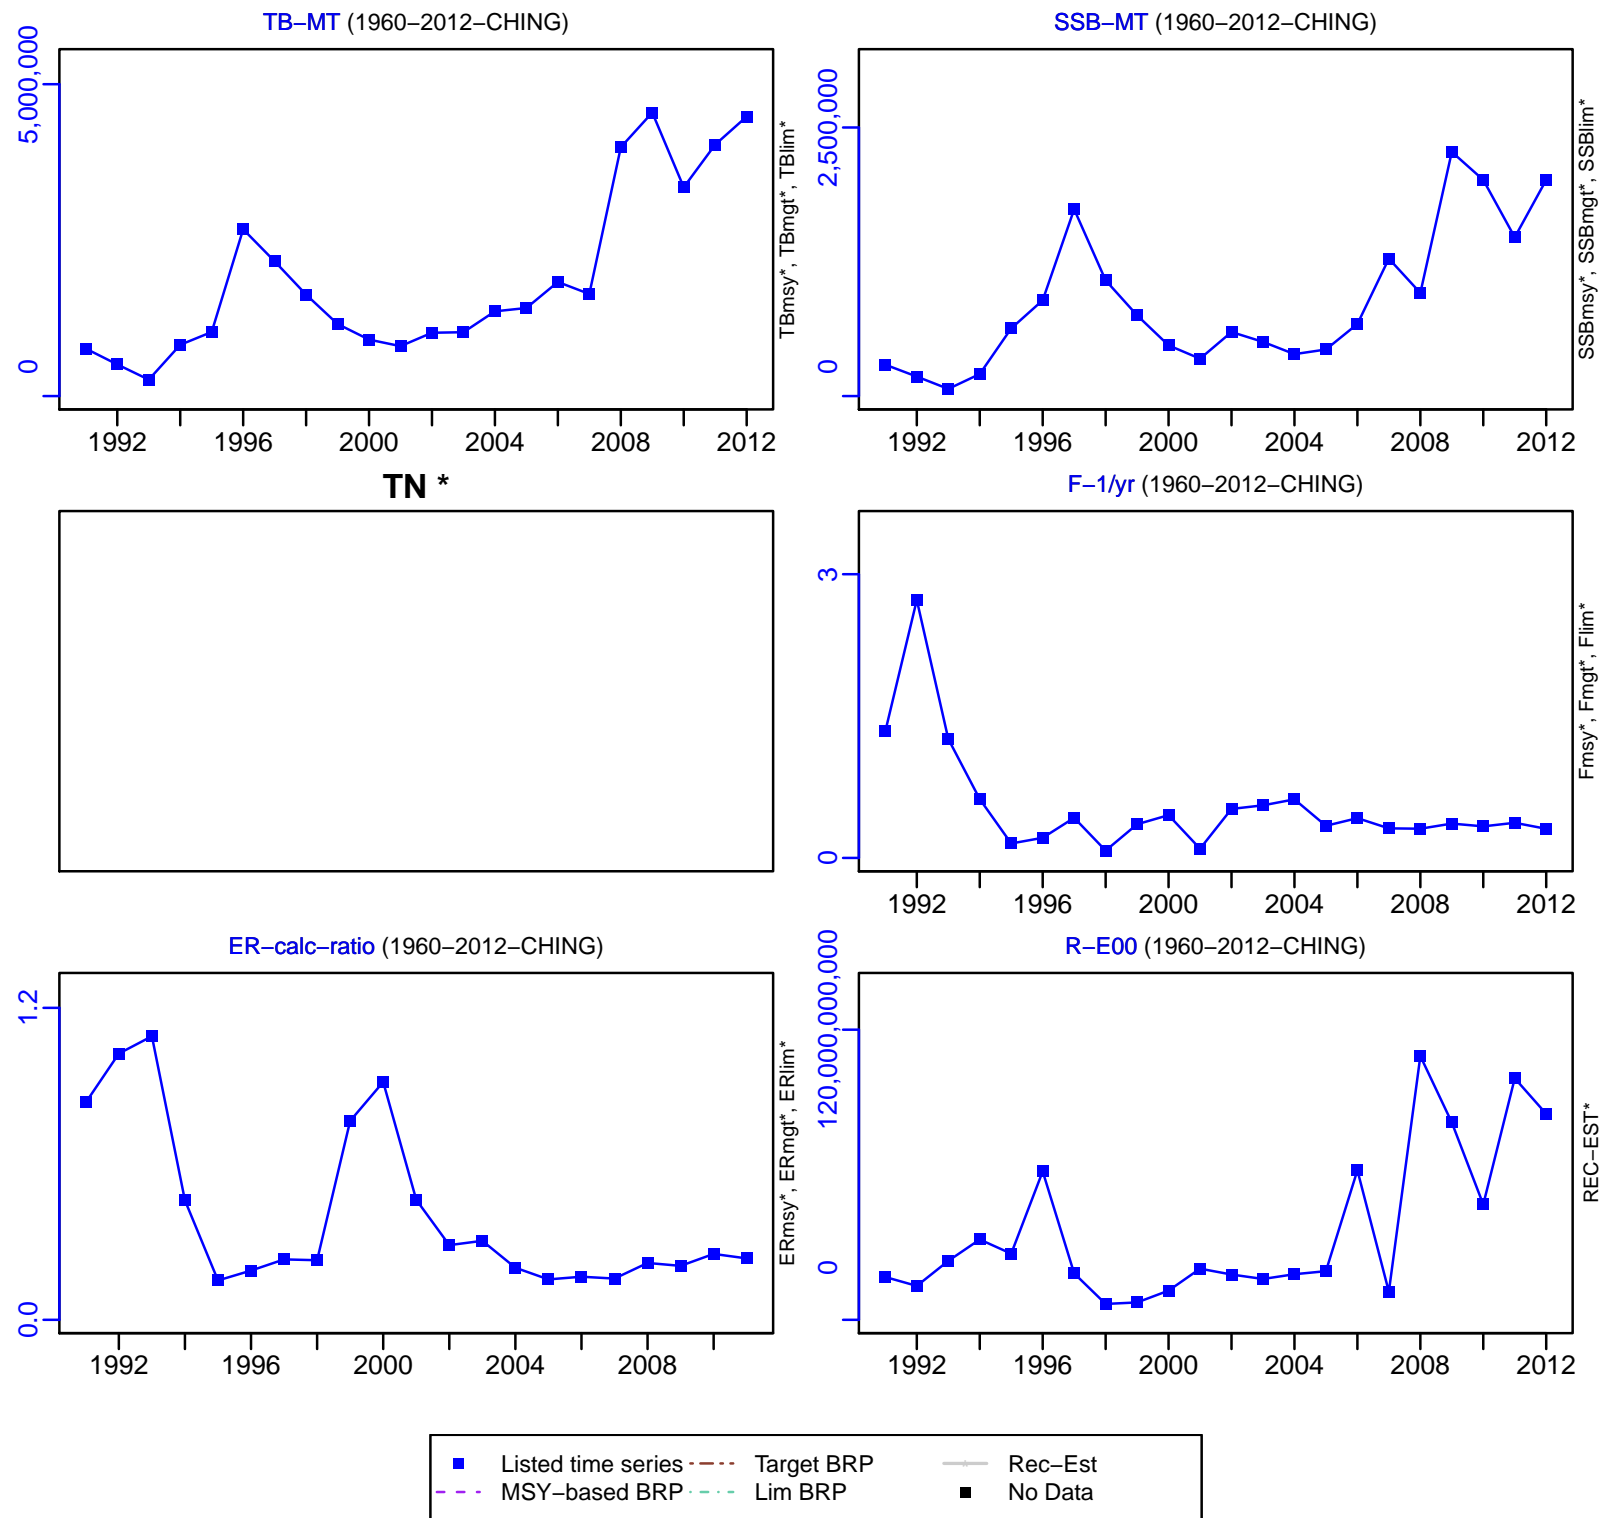 TB−MT (1960−2012−CHING)
5,000,000
0
TBmsy*, TBmgt*, TBlim*
1992 1996 2000 2004 2008 2012
SSB−MT (1960−2012−CHING)
2,500,000
0
SSBmsy*, SSBmgt*, SSBlim*
1992 1996 2000 2004 2008 2012
TN *
F−1/yr (1960−2012−CHING)
3
0
Fmsy*, Fmgt*, Flim*
1992 1996 2000 2004 2008 2012
ER−calc−ratio (1960−2012−CHING)
1.2
0.0
ERmsy*, ERmgt*, ERlim*
1992 1996 2000 2004 2008
R−E00 (1960−2012−CHING)
120,000,000,000
0
REC−EST*
1992 1996 2000 2004 2008 2012
Listed time series Target BRP Rec−Est
MSY−based BRP Lim BRP No Data